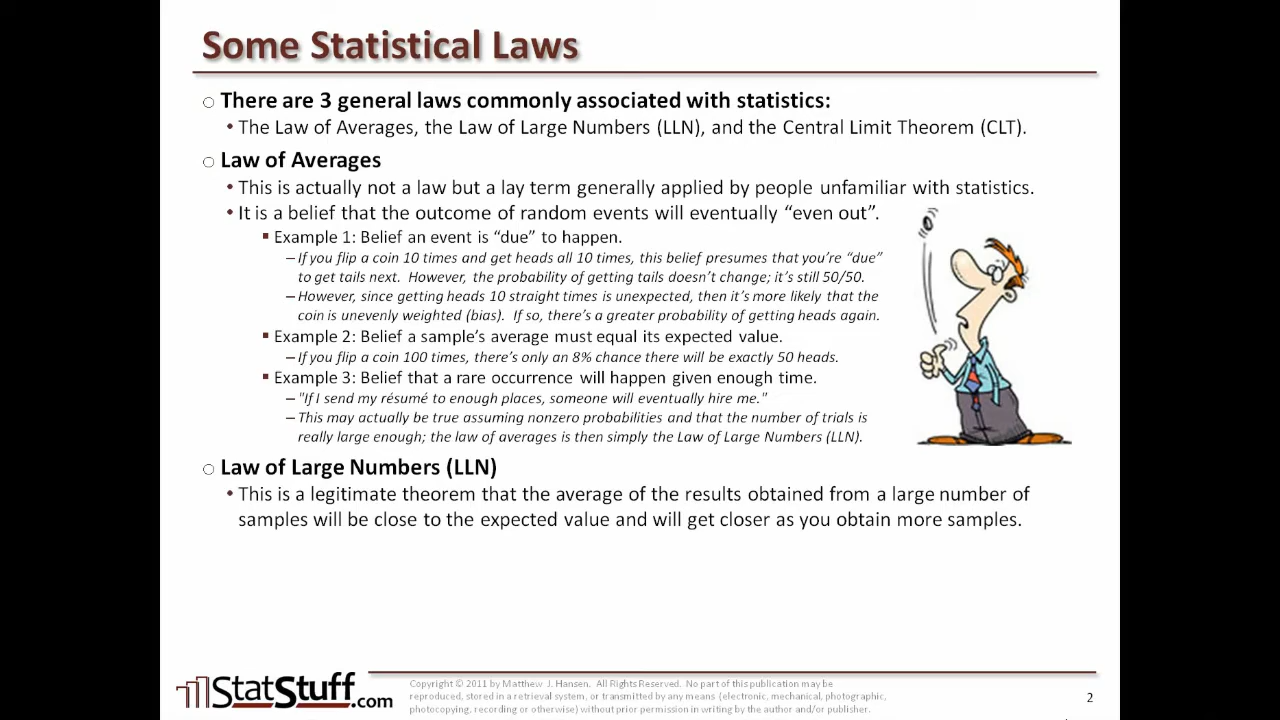 Some Statistical Laws
There are 3 general laws commonly associated with statistics:
• The Law of Averages, the Law of Large Numbers (LLN), and the Central Limit Theorem (CLT).
Law of Averages
• This is actually not a law but a lay term generally applied by people unfamiliar with statistics.
• It is a belief that the outcome of random events will eventually “even out”.
▪ Example 1: Belief an event is “due” to happen.
– If you flip a coin 10 times and get heads all 10 times, this belief presumes that you’re “due”
to get tails next. However, the probability of getting tails doesn’t change; it’s still 50/50.
– However, since getting heads 10 straight times is unexpected, then it’s more likely that the
coin is unevenly weighted (bias). If so, there’s a greater probability of getting heads again.
▪ Example 2: Belief a sample’s average must equal its expected value.
– If you flip a coin 100 times, there’s only an 8% chance there will be exactly 50 heads.
▪ Example 3: Belief that a rare occurrence will happen given enough time.
– "If I send my résumé to enough places, someone will eventually hire me."
– This may actually be true assuming nonzero probabilities and that the number of trials is
really large enough; the law of averages is then simply the Law of Large Numbers (LLN).
Law of Large Numbers (LLN)
• This is a legitimate theorem that the average of the results obtained from a large number of
samples will be close to the expected value and will get closer as you obtain more samples.
StatStuff.com
Copyright © 2011 by Matthew J. Hansen. All Rights Reserved. No part of this publication may be
reproduced, stored in a retrieval system, or transmitted by any means (electronic, mechanical, photographic,
photocopying, recording or otherwise) without prior permission in writing by the author and/or publisher.
2